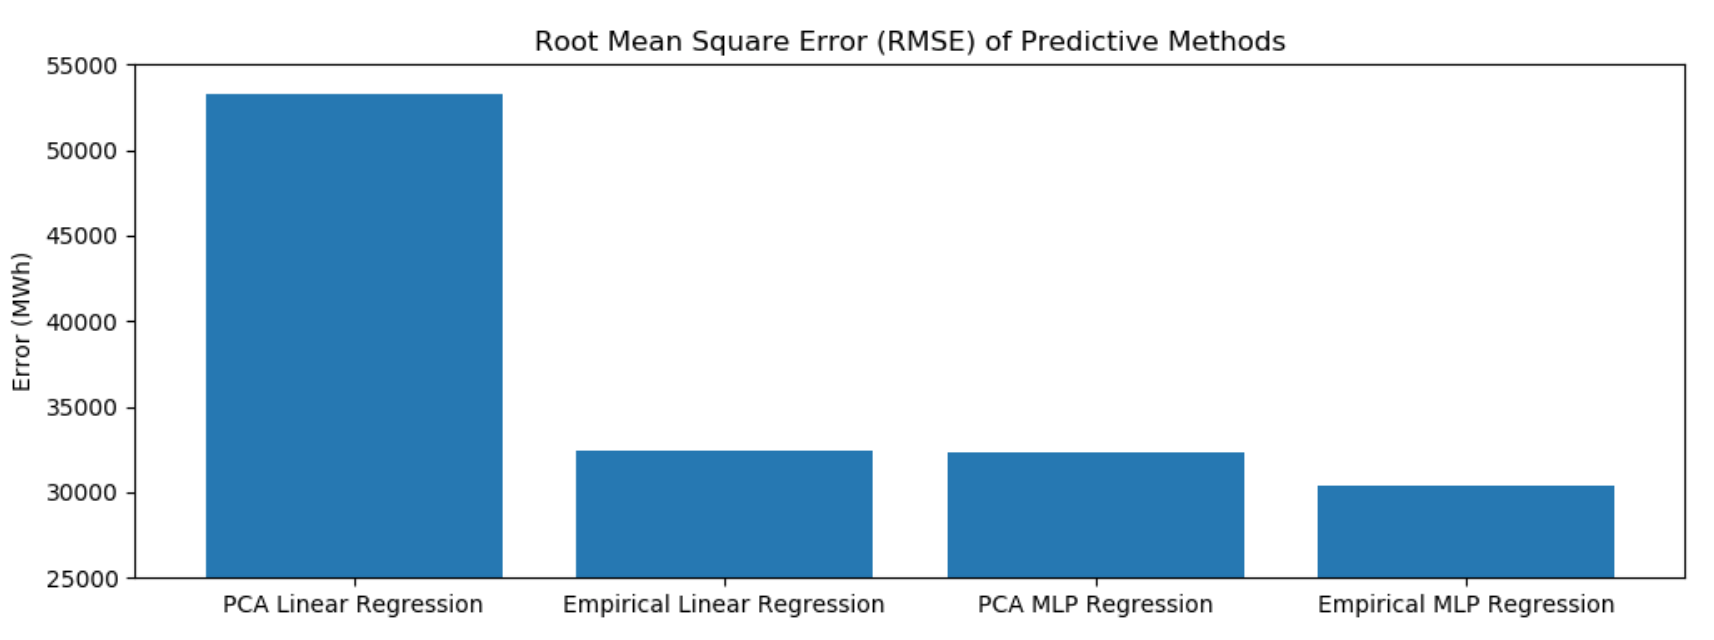 Root Mean Square Error (RMSE) of Predictive Methods
55000
50000
45000
40000
35000
30000
25000
Error (MWh)
PCA Linear Regression
Empirical Linear Regression
PCA MLP Regression
Empirical MLP Regression